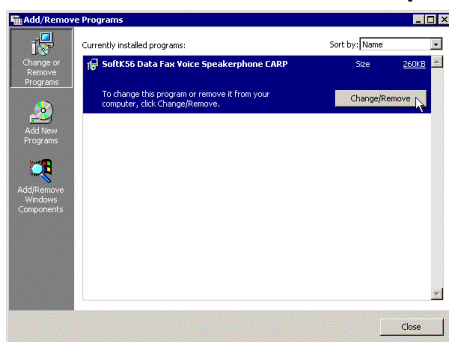 Add/Remove Programs
Currently installed programs:
Sort by: Name
Change or
Remove
Programs
SoftK56 Data Fax Voice Speakerphone CARP
Size
260KB
To change this program or remove it from your
computer, click Change/Remove.
Change/Remove
Add New
Programs
Add/Remove
Windows
Components
Close